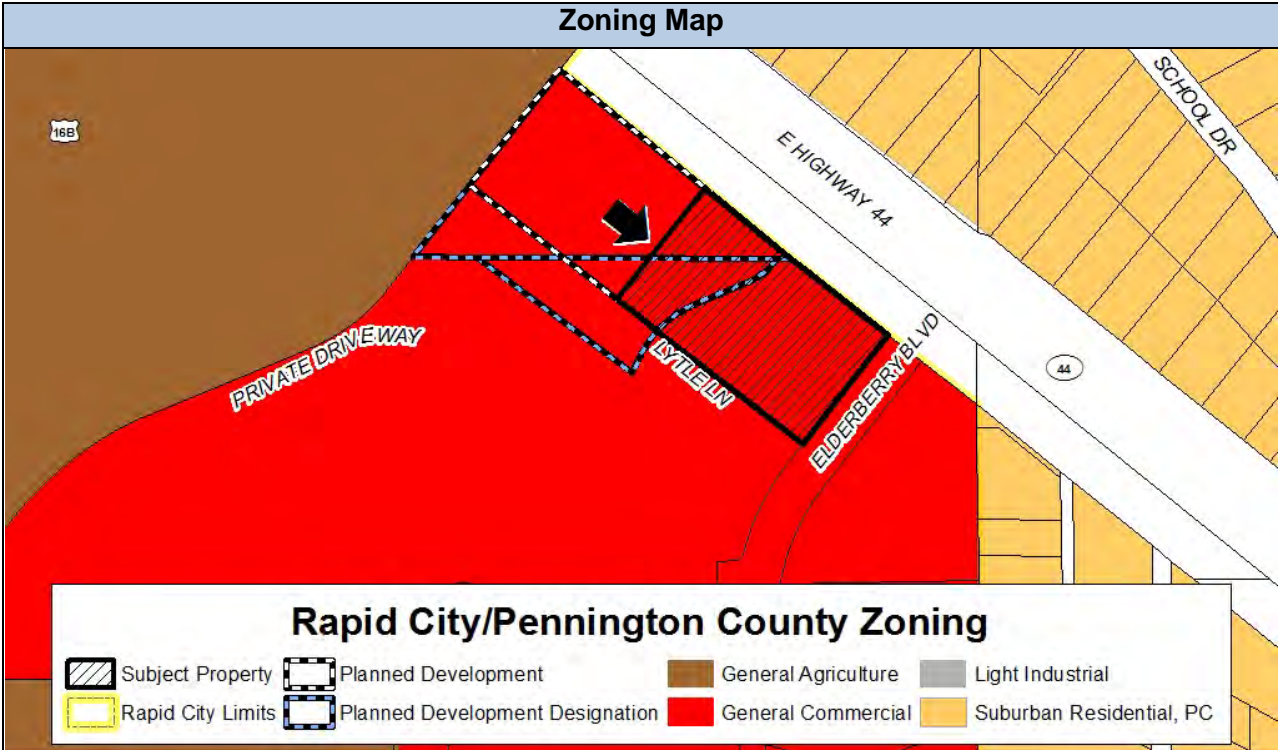 Zoning Map
16B
SCHOOL DR
E HIGHWAY 44
PRIVATE DRIVEWAY
LYTLE LN
ELDERBERRY BLVD
44
Rapid City/Pennington County Zoning
Subject Property Planned Development General Agriculture Light Industrial
Rapid City Limits Planned Development Designation General Commercial Suburban Residential, PC